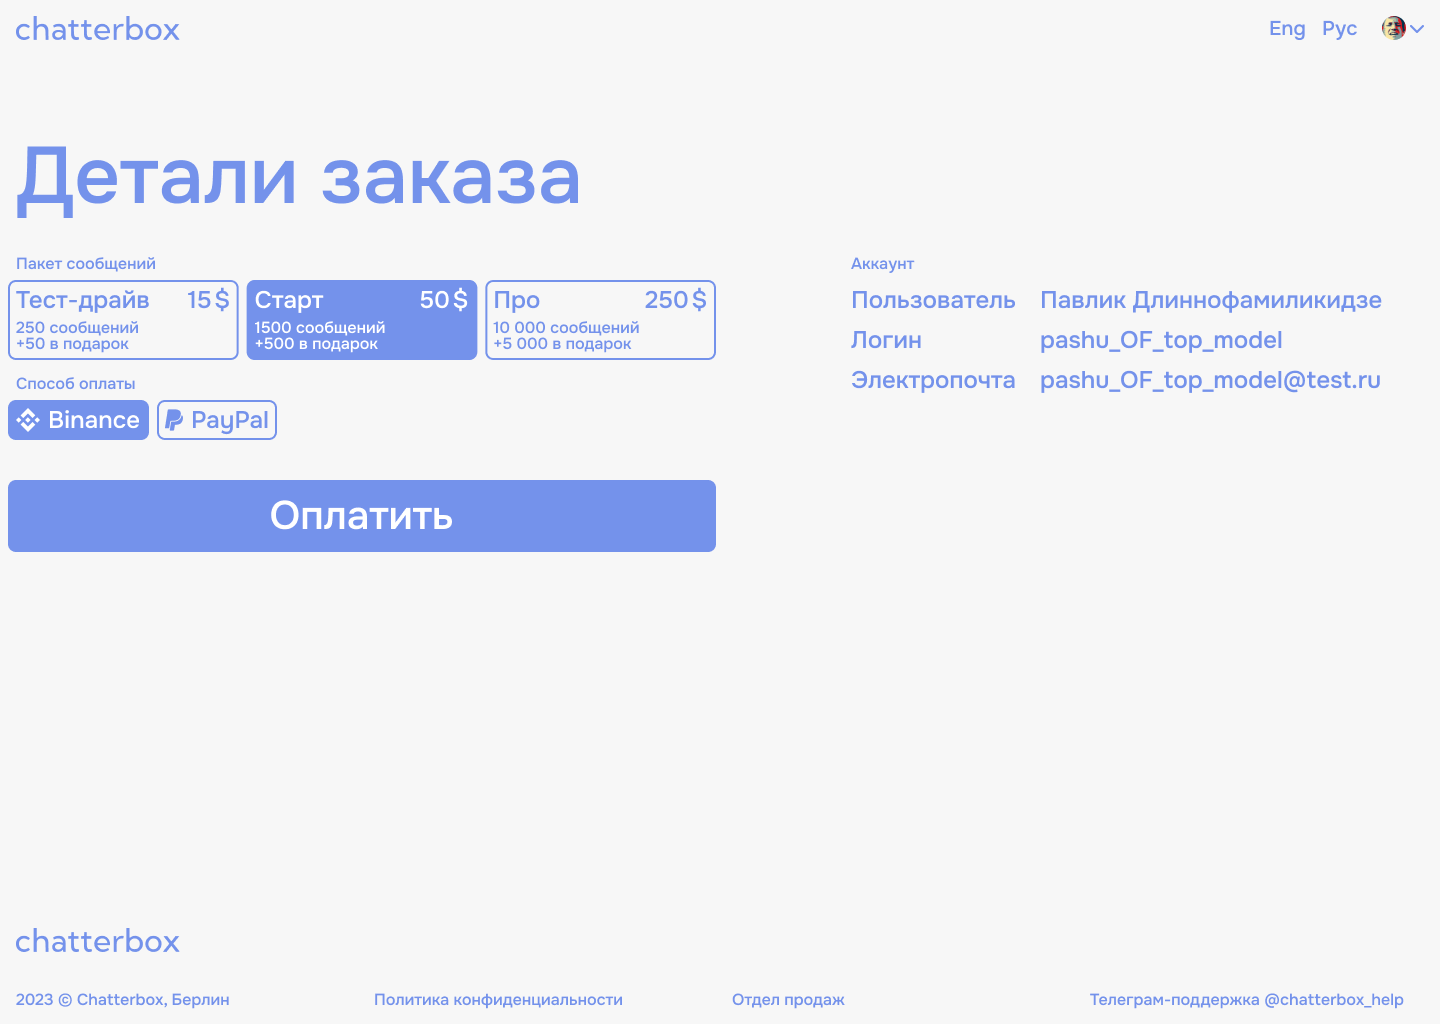 chatterbox
Eng Рус
Детали заказа
Пакет сообщений
Тест-драйв 15 $
250 сообщений
+50 в подарок
Старт 50 $
1500 сообщений
+500 в подарок
Про 250 $
10 000 сообщений
+5 000 в подарок
Способ оплаты
Binance
PayPal
Оплатить
Аккаунт
Пользователь Павлик Длиннофамиликидзе
Логин pashu_OF_top_model
Электропочта pashu_OF_top_model@test.ru
chatterbox
2023 © Chatterbox, Берлин
Политика конфиденциальности
Отдел продаж
Телеграм-поддержка @chatterbox_help